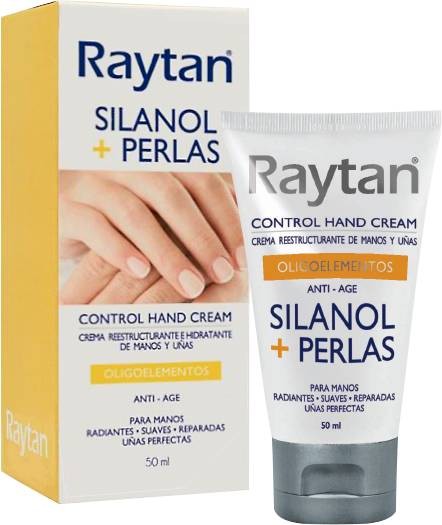 Raytan®
SILANOL
+ PERLAS
CONTROL HAND CREAM
CREMA REESTRUCTURANTE E HIDRATANTE
DE MANOS Y UÑAS
OLIGOELEMENTOS
ANTI - AGE
PARA MANOS
RADIANTES • SUAVES • REPARADAS
UÑAS PERFECTAS
50 ml
Raytan
Raytan®
CONTROL HAND CREAM
CREMA REESTRUCTURANTE DE MANOS Y UÑAS
OLIGOELEMENTOS
ANTI - AGE
SILANOL
+ PERLAS
PARA MANOS
RADIANTES • SUAVES • REPARADAS
UÑAS PERFECTAS
50 ml